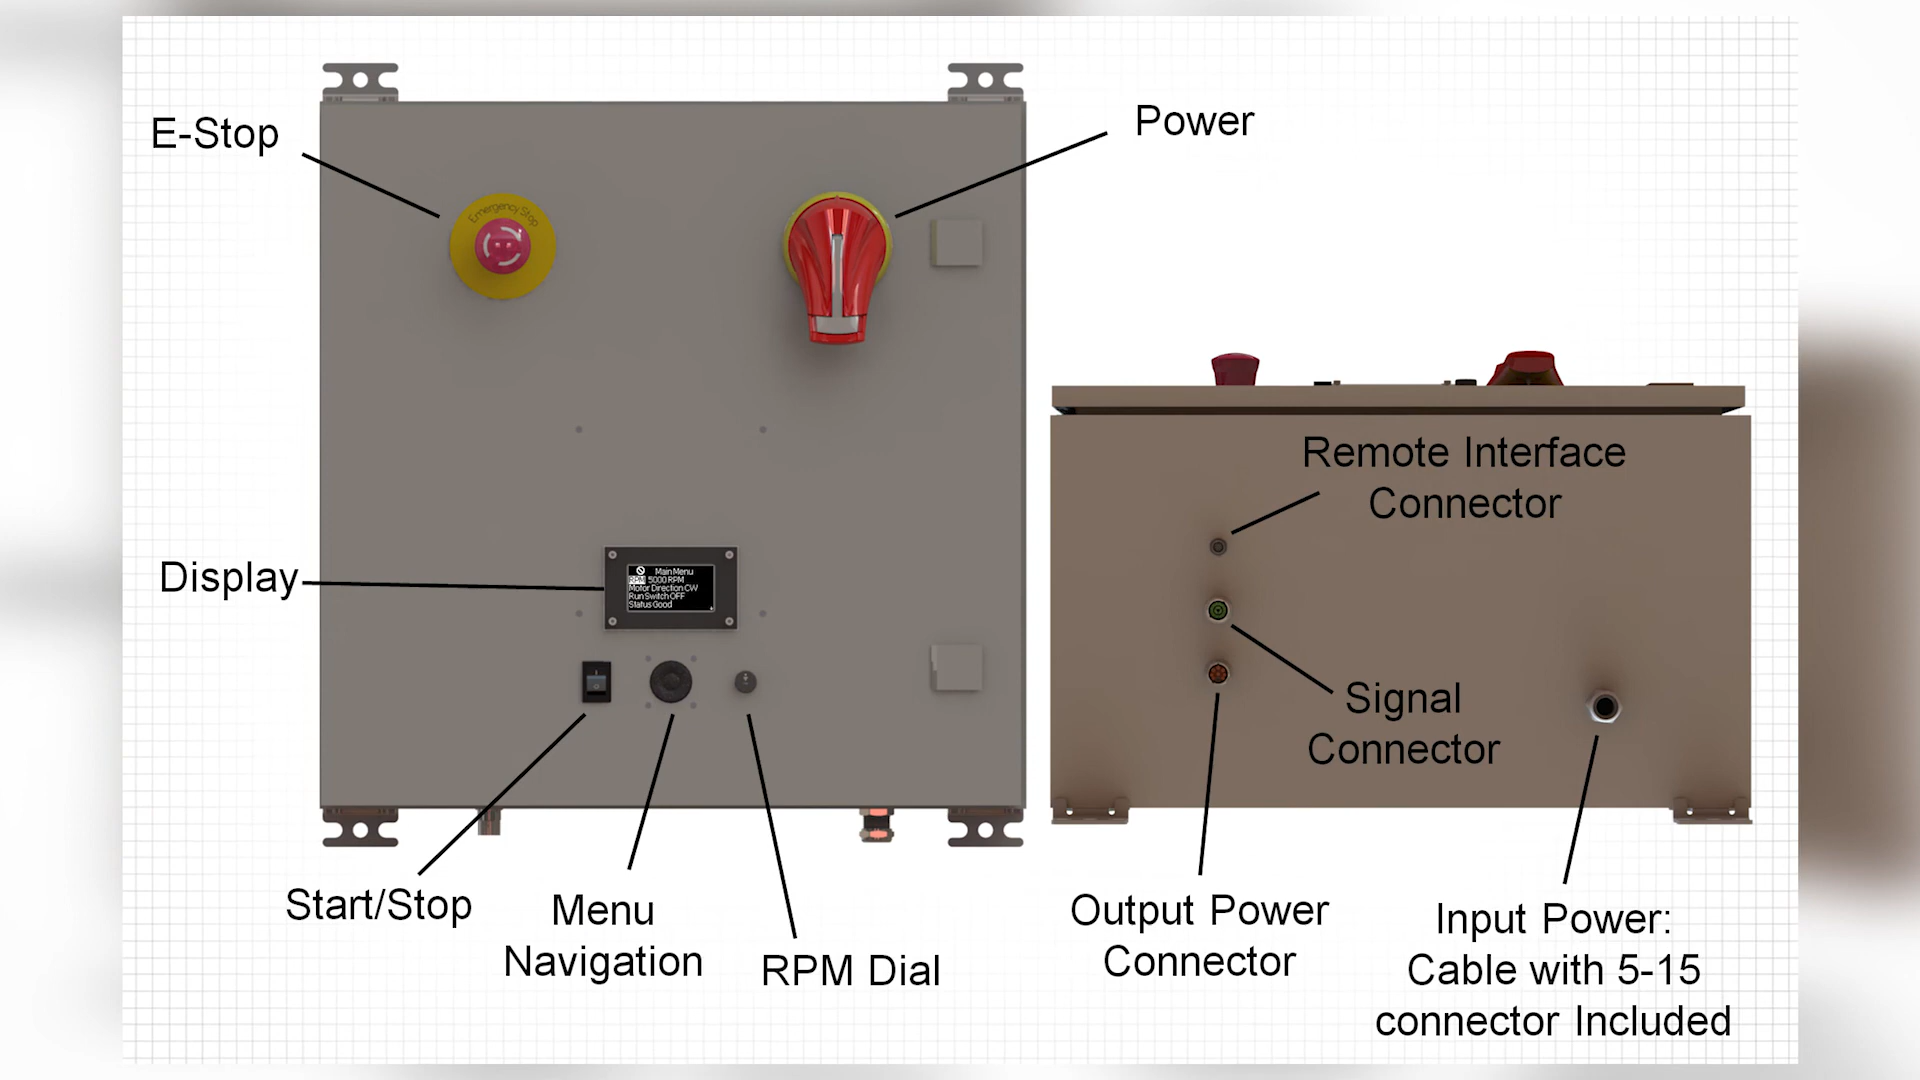 E-Stop
Power
Emergency Stop
Display
Main Menu
RPM 5000 RPM
Motor Direction CW
Run Switch OFF
Status Good
Start/Stop
Menu
Navigation
RPM Dial
Remote Interface
Connector
Signal
Connector
Output Power
Connector
Input Power:
Cable with 5-15
connector Included